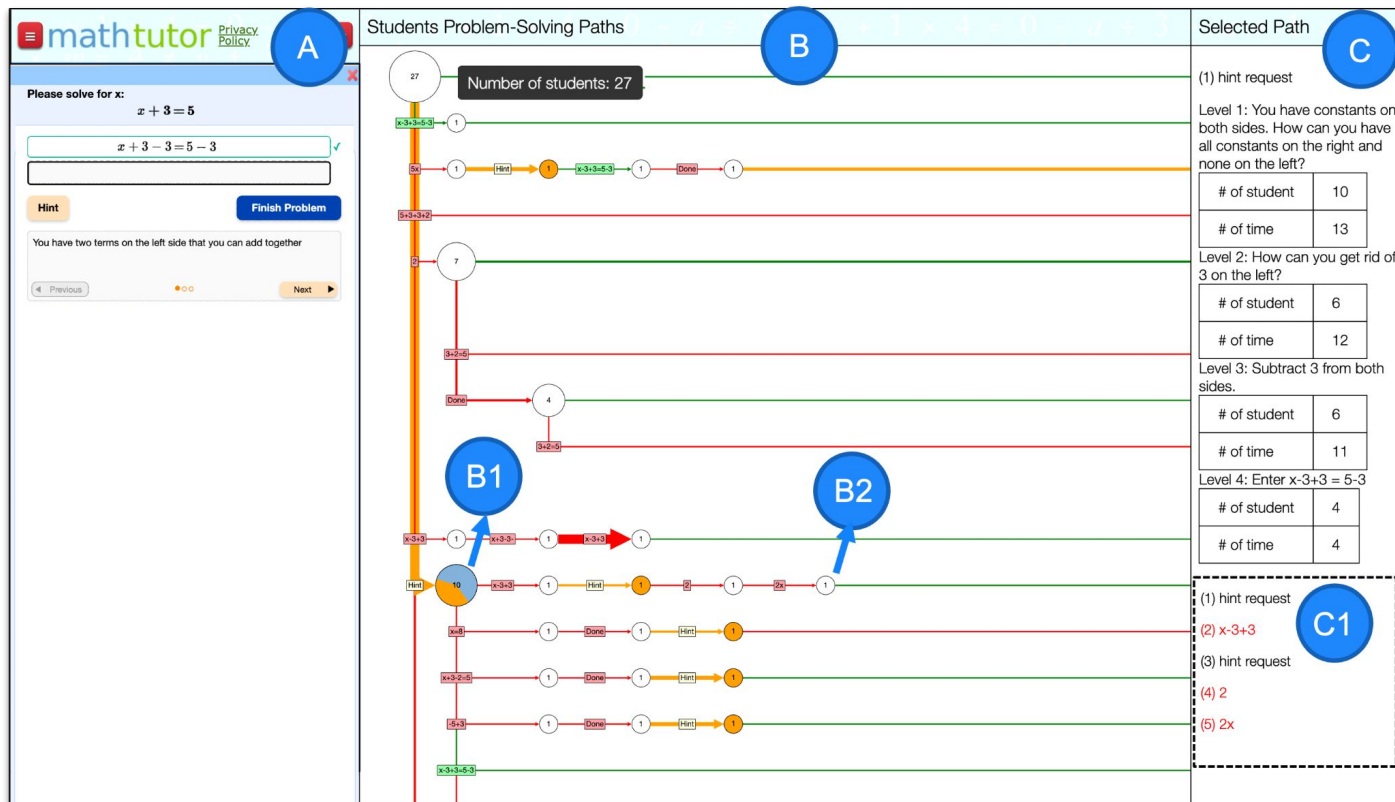 ≡ mathtutor Privacy
Policy
A
Please solve for x:
x + 3 = 5
x + 3 − 3 = 5 − 3 ✓
Hint
Finish Problem
You have two terms on the left side that you can add together
Previous
Next
Students Problem-Solving Paths
B
27
Number of students: 27
x-3+3=5-3 1
5x 1 Hint 1 x-3+3=5-3 1 Done 1
5+3+3+2
2 7
3+2=5
Done 4
3+2=5
B1
B2
x-3+3 1 x+3-3- 1 x-3+3 1
Hint 10 x-3+3 1 Hint 1 2 1 2x 1
x=8 1 Done 1 Hint 1
x+3-2=5 1 Done 1 Hint 1
-5+3 1 Done 1 Hint 1
x-3+3=5-3
Selected Path
C
(1) hint request
Level 1: You have constants on
both sides. How can you have
all constants on the right and
none on the left?
# of student 10
# of time 13
Level 2: How can you get rid of
3 on the left?
# of student 6
# of time 12
Level 3: Subtract 3 from both
sides.
# of student 6
# of time 11
Level 4: Enter x-3+3 = 5-3
# of student 4
# of time 4
(1) hint request
C1
(2) x-3+3
(3) hint request
(4) 2
(5) 2x